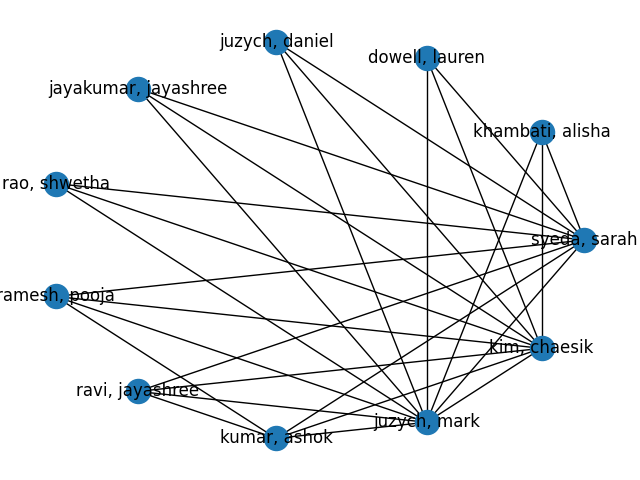 juzych, daniel
dowell, lauren
jayakumar, jayashree
khambati, alisha
rao, shwetha
syeda, sarah
ramesh, pooja
kim, chaesik
ravi, jayashree
juzych, mark
kumar, ashok